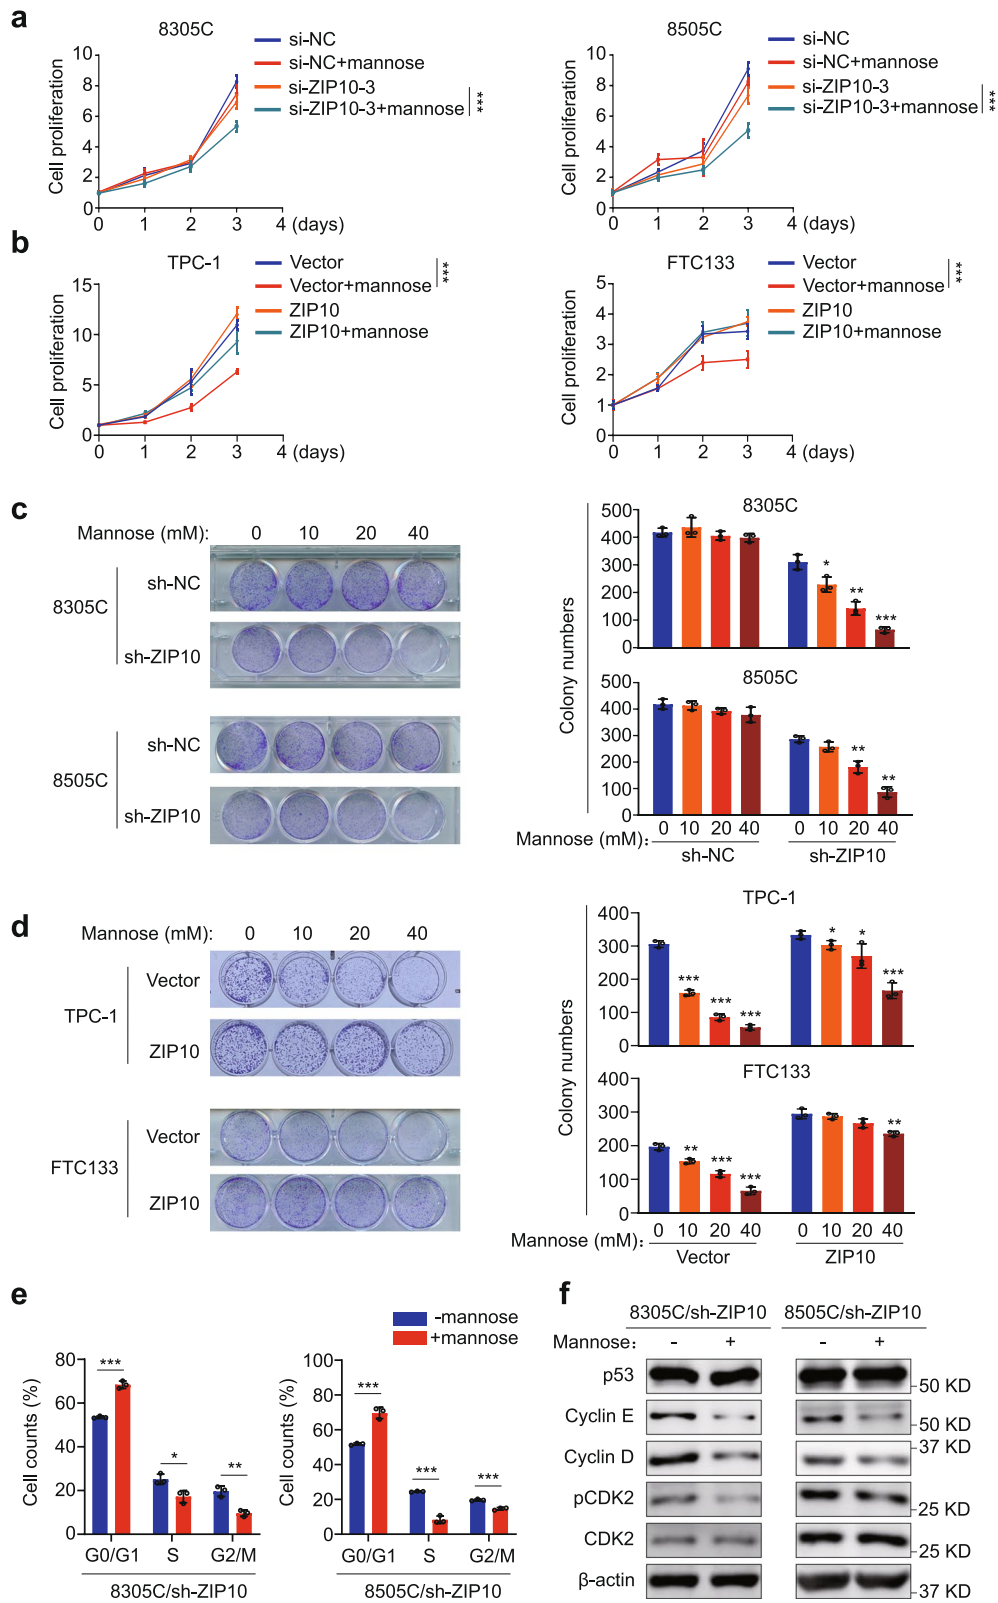 a
8305C
si-NC
si-NC+mannose
si-ZIP10-3
si-ZIP10-3+mannose
***
Cell proliferation
10
8
6
4
2
0
0 1 2 3 4 (days)
8505C
si-NC
si-NC+mannose
si-ZIP10-3
si-ZIP10-3+mannose
***
Cell proliferation
10
8
6
4
2
0
0 1 2 3 4 (days)
b
TPC-1
Vector
Vector+mannose
ZIP10
ZIP10+mannose
***
Cell proliferation
15
10
5
0
0 1 2 3 4 (days)
FTC133
Vector
Vector+mannose
ZIP10
ZIP10+mannose
***
Cell proliferation
5
4
3
2
1
0
0 1 2 3 4 (days)
c
Mannose (mM): 0 10 20 40
8305C
sh-NC
sh-ZIP10
8505C
sh-NC
sh-ZIP10
Colony numbers
8305C
500
400
300
200
100
0
* ** ***
8505C
500
400
300
200
100
0
** **
Mannose (mM): 0 10 20 40 0 10 20 40
sh-NC sh-ZIP10
d
Mannose (mM): 0 10 20 40
TPC-1
Vector
ZIP10
FTC133
Vector
ZIP10
Colony numbers
TPC-1
400
300
200
100
0
*** *** *** * * ***
FTC133
400
300
200
100
0
** *** *** **
Mannose (mM): 0 10 20 40 0 10 20 40
Vector ZIP10
e
-mannose
+mannose
Cell counts (%)
80
60
40
20
0
*** * **
G0/G1 S G2/M
8305C/sh-ZIP10
Cell counts (%)
100
80
60
40
20
0
*** *** ***
G0/G1 S G2/M
8505C/sh-ZIP10
f
8305C/sh-ZIP10 8505C/sh-ZIP10
Mannose: - + - +
p53
50 KD
Cyclin E
50 KD
Cyclin D
37 KD
pCDK2
25 KD
CDK2
25 KD
β-actin
37 KD